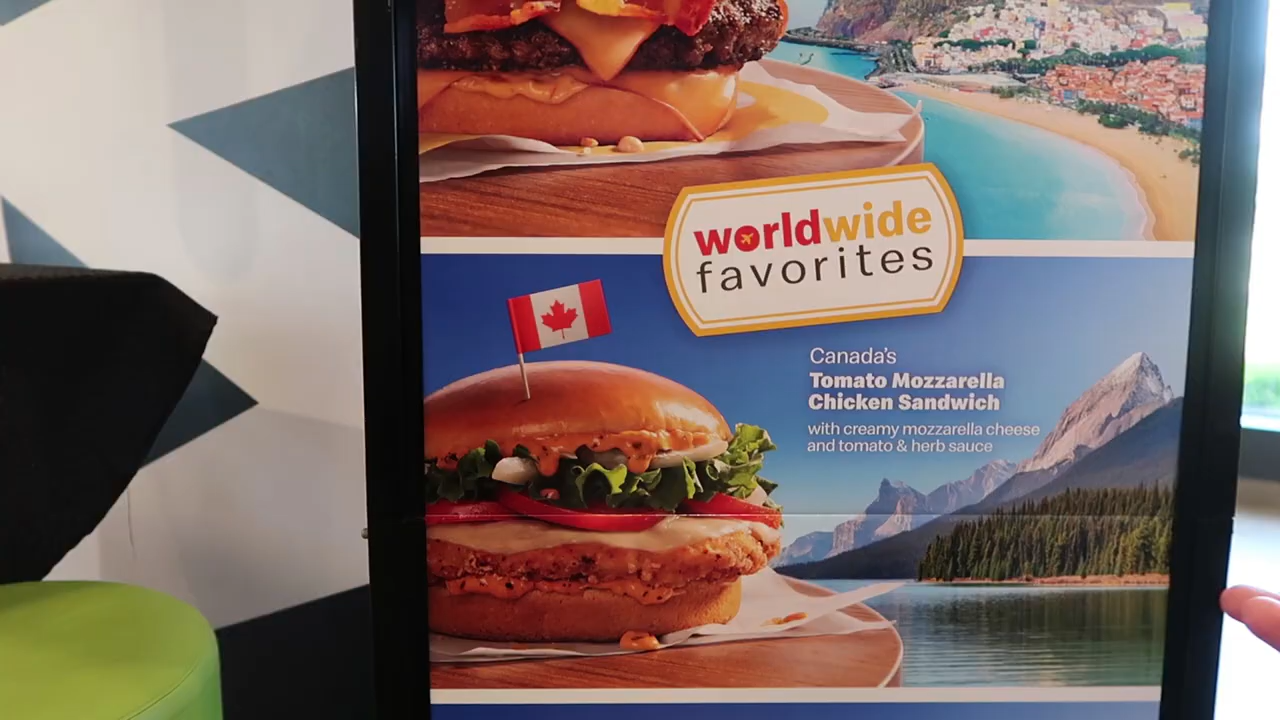 worldwide
favorites
Canada's
Tomato Mozzarella
Chicken Sandwich
with creamy mozzarella cheese
and tomato & herb sauce